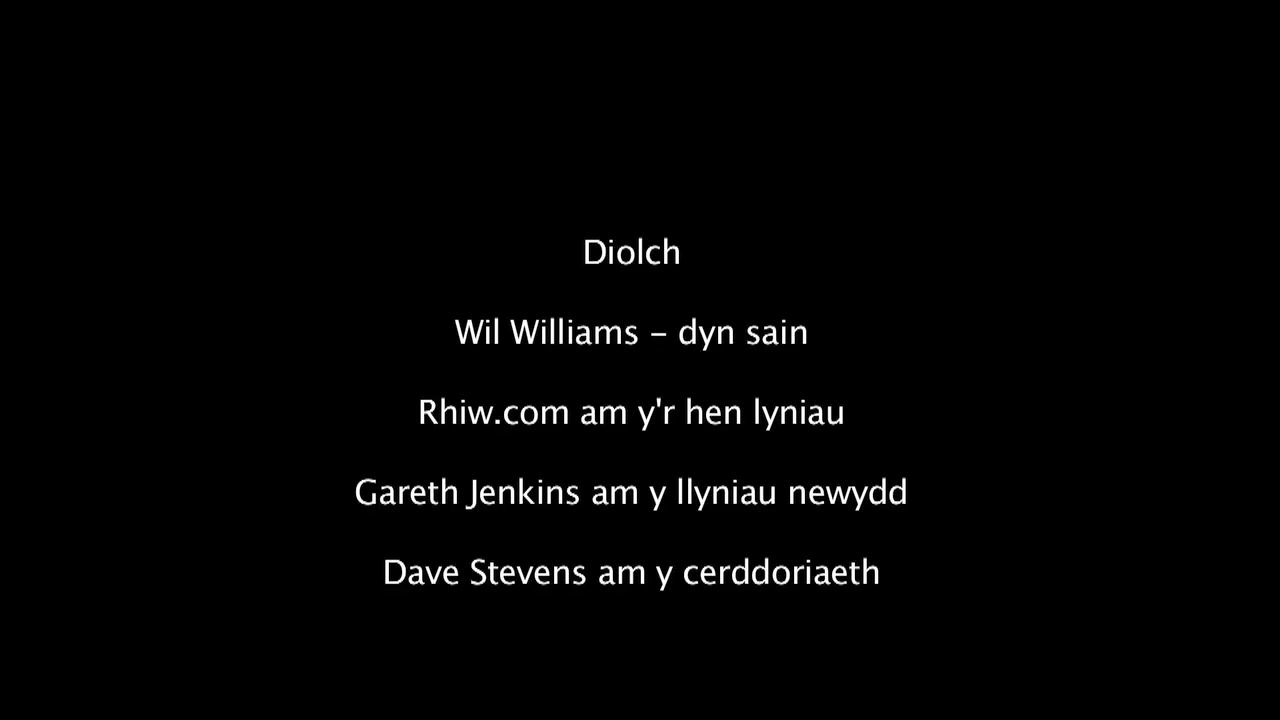 Diolch
Wil Williams - dyn sain
Rhiw.com am y'r hen lyniau
Gareth Jenkins am y llyniau newydd
Dave Stevens am y cerddoriaeth